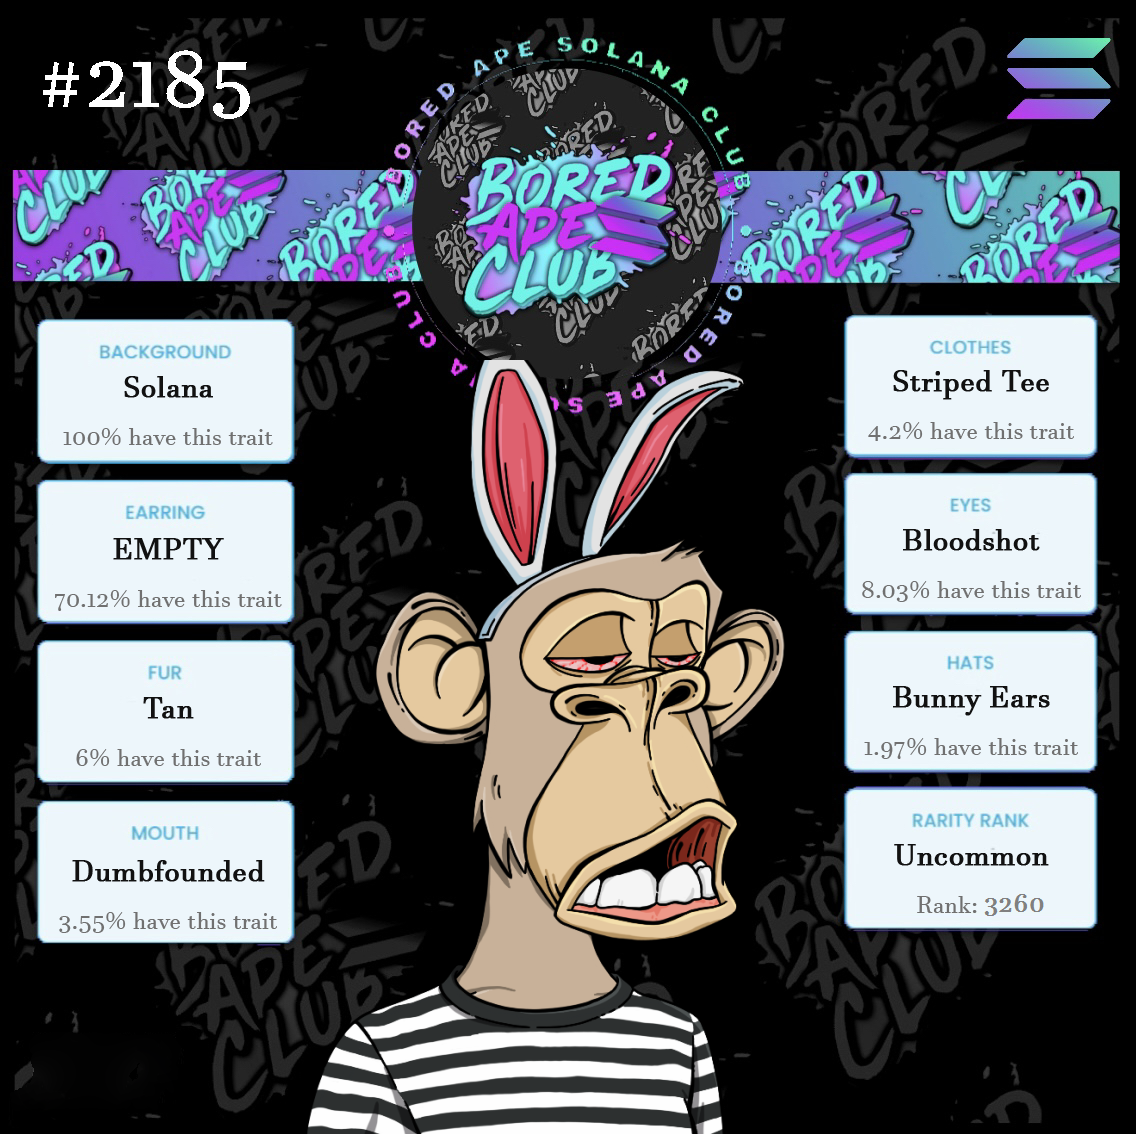 #2185
BORED APE SOLANA CLUB
BORED
APE
CLUB
BACKGROUND
Solana
100% have this trait
EARRING
EMPTY
70.12% have this trait
FUR
Tan
6% have this trait
MOUTH
Dumbfounded
3.55% have this trait
CLOTHES
Striped Tee
4.2% have this trait
EYES
Bloodshot
8.03% have this trait
HATS
Bunny Ears
1.97% have this trait
RARITY RANK
Uncommon
Rank: 3260